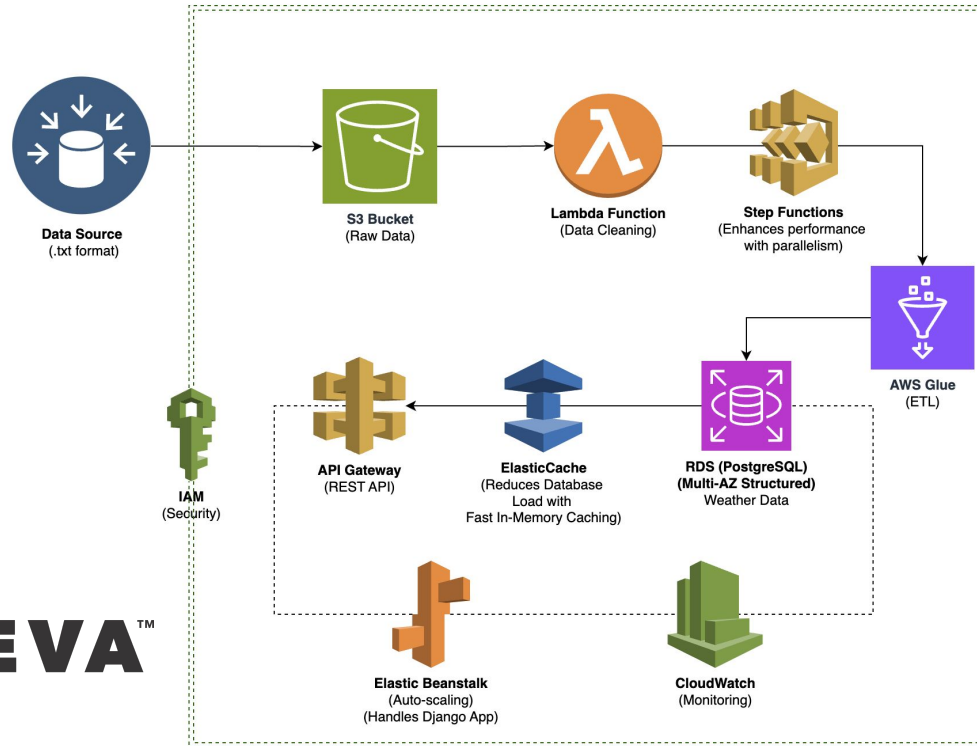 Data Source
(.txt format)
S3 Bucket
(Raw Data)
Lambda Function
(Data Cleaning)
Step Functions
(Enhances performance
with parallelism)
AWS Glue
(ETL)
IAM
(Security)
API Gateway
(REST API)
ElasticCache
(Reduces Database
Load with
Fast In-Memory Caching)
RDS (PostgreSQL)
(Multi-AZ Structured)
Weather Data
EVA™
Elastic Beanstalk
(Auto-scaling)
(Handles Django App)
CloudWatch
(Monitoring)